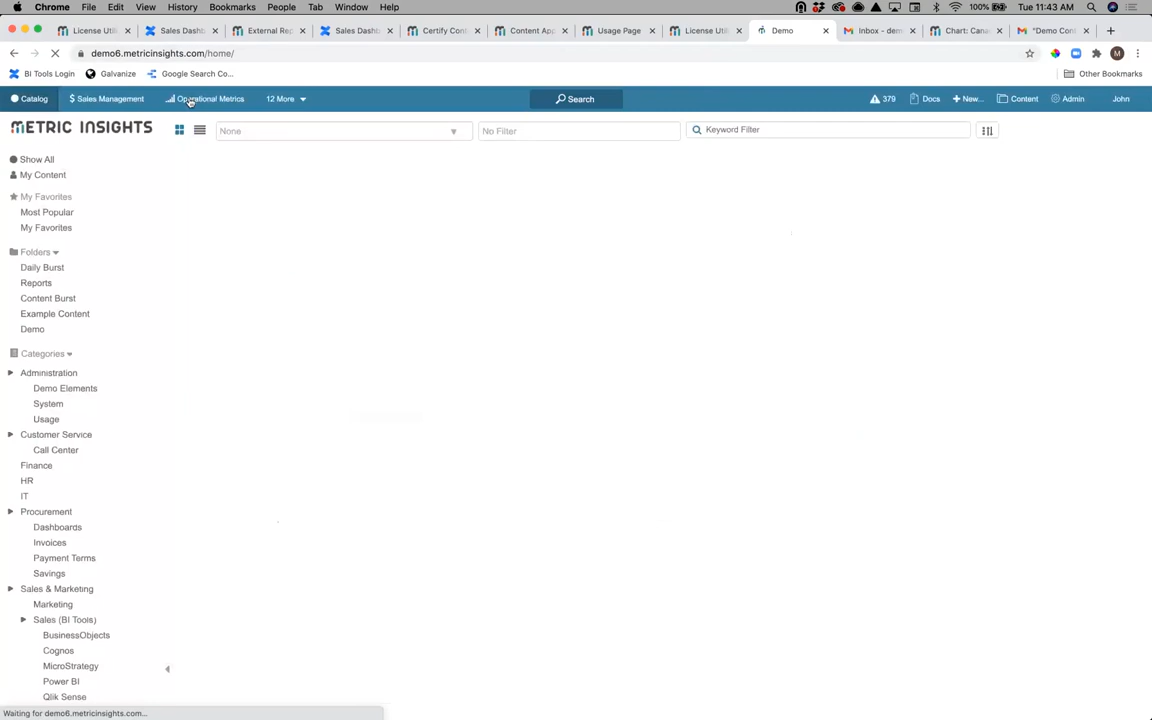 Chrome File Edit View History Bookmarks People Tab Window Help 100% Tue 11:43 AM
License Util Sales Dashb External Rep Sales Dashb Certify Cont Content App Usage Page License Util Demo Inbox - dem Chart: Cana "Demo Cont
demo6.metricinsights.com/home/ M
BI Tools Login Galvanize Google Search Co... Other Bookmarks
Catalog $ Sales Management Operational Metrics 12 More Search 379 Docs + New... Content Admin John
METRIC INSIGHTS None No Filter Keyword Filter
Show All
My Content
My Favorites
Most Popular
My Favorites
Folders
Daily Burst
Reports
Content Burst
Example Content
Demo
Categories
Administration
Demo Elements
System
Usage
Customer Service
Call Center
Finance
HR
IT
Procurement
Dashboards
Invoices
Payment Terms
Savings
Sales & Marketing
Marketing
Sales (BI Tools)
BusinessObjects
Cognos
MicroStrategy
Power BI
Qlik Sense
Waiting for demo6.metricinsights.com...